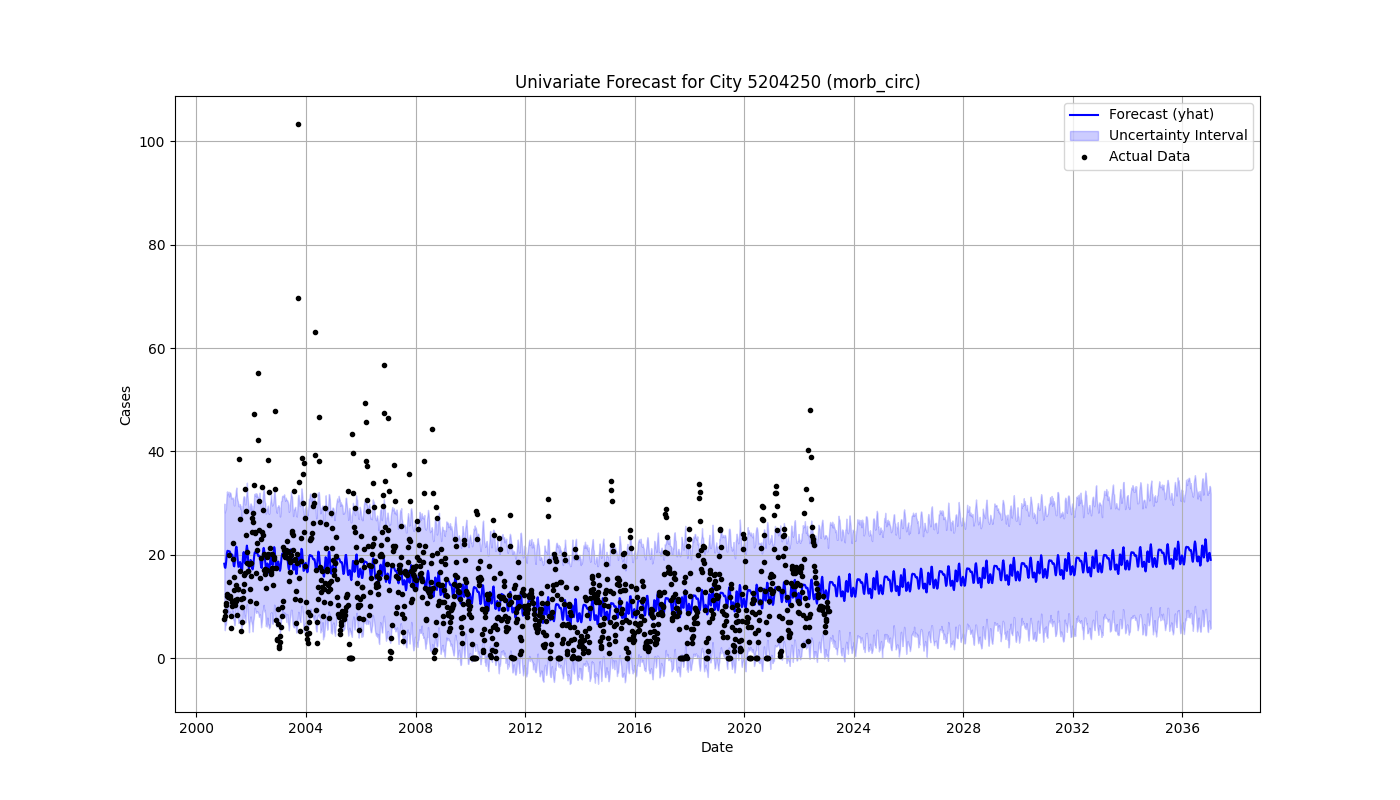 Univariate Forecast for City 5204250 (morb_circ)
Forecast (yhat)
Uncertainty Interval
Actual Data
100
80
60
40
20
0
Cases
2000 2004 2008 2012 2016 2020 2024 2028 2032 2036
Date